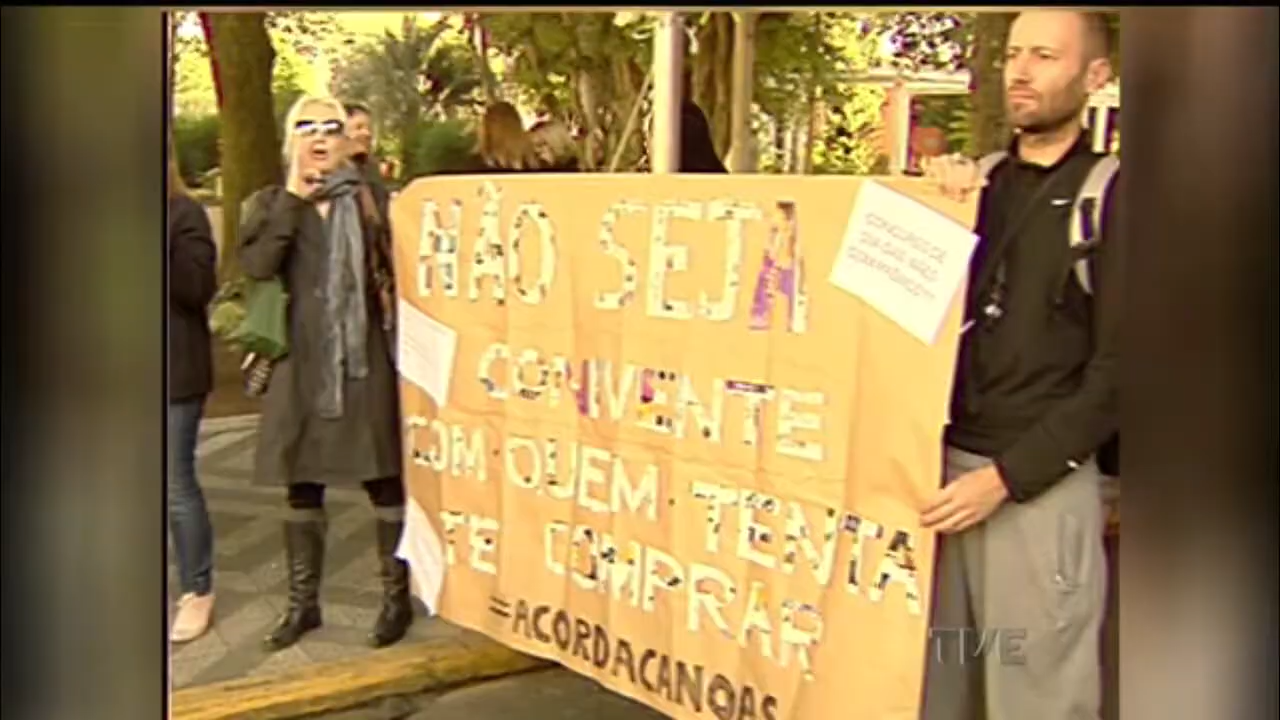 NÃO SEJA
CONIVENTE
COM QUEM TENTA
TE COMPRAR
=ACORDACANOAS
TVE